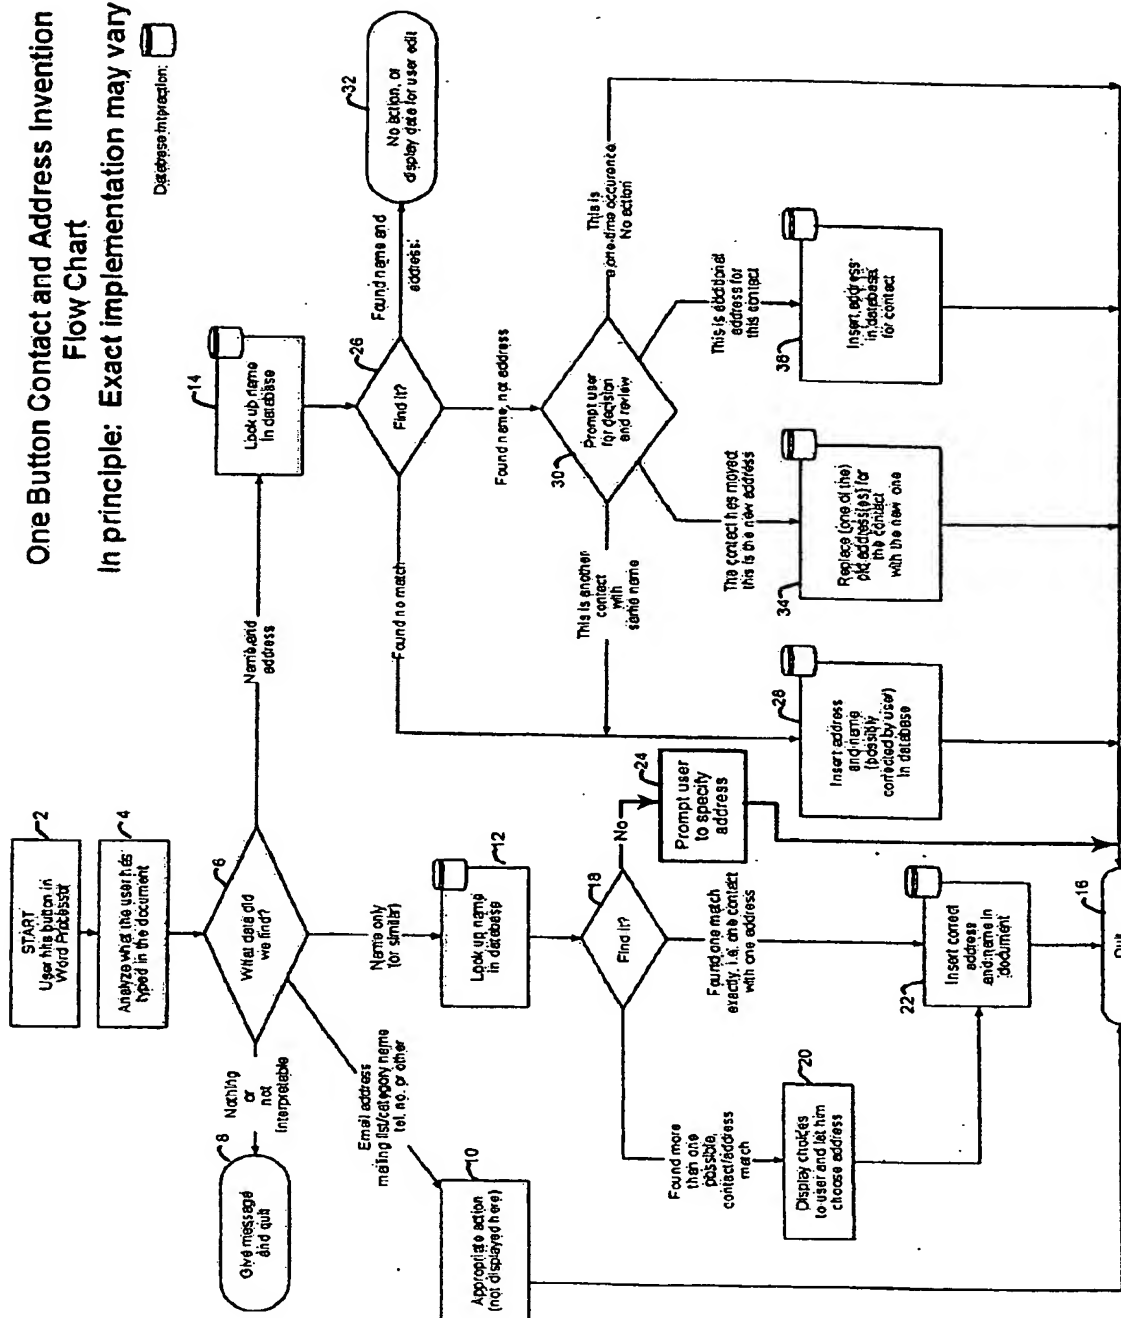 One Button Contact and Address Invention
Flow Chart
In principle: Exact implementation may vary
Database Interaction:
2
START
User hits button in
Word Processor
4
Analyze what the user has
typed in the document
6
What data did
we find?
Nothing
or
not
Interpretable
8
Give message
and quit
Email address
mailing list/category name
tel. no. or other
10
Appropriate action
(not displayed here)
Name only
(or similar)
12
Look up name
in database
Name and
address
14
Look up name
in database
18
Find it?
No
24
Prompt user
to specify
address
Found one match
exactly, i.e. one contact
with one address
Found more
than one
possible,
contact/address
match
20
Display choices
to user and let him
choose address
22
Insert correct
address
and name in
document
16
26
Find it?
Found name and
address:
32
No action, or
display data for user edit
Found no match
Found name, not address
30
Prompt user
for decision
and review
This is another
contact
with
same name
The contact has moved
this is the new address
This is additional
address for
this contact
This is
a one-time occurence
No action
28
Insert address
and name
(possibly
corrected by user)
in database
34
Replace (one of the)
old address(es) for
the contact
with the new one
36
Insert address
in database
for contact